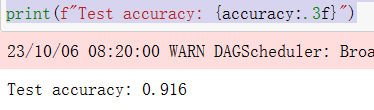 print(f"Test accuracy: {accuracy:.3f}")
23/10/06 08:20:00 WARN DAGScheduler: Broa
Test accuracy: 0.916